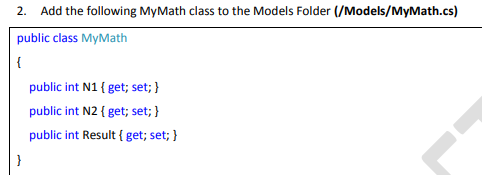 2. Add the following MyMath class to the Models Folder (/Models/MyMath.cs)
public class MyMath
{
public int N1 { get; set; }
public int N2 { get; set; }
public int Result { get; set; }
}